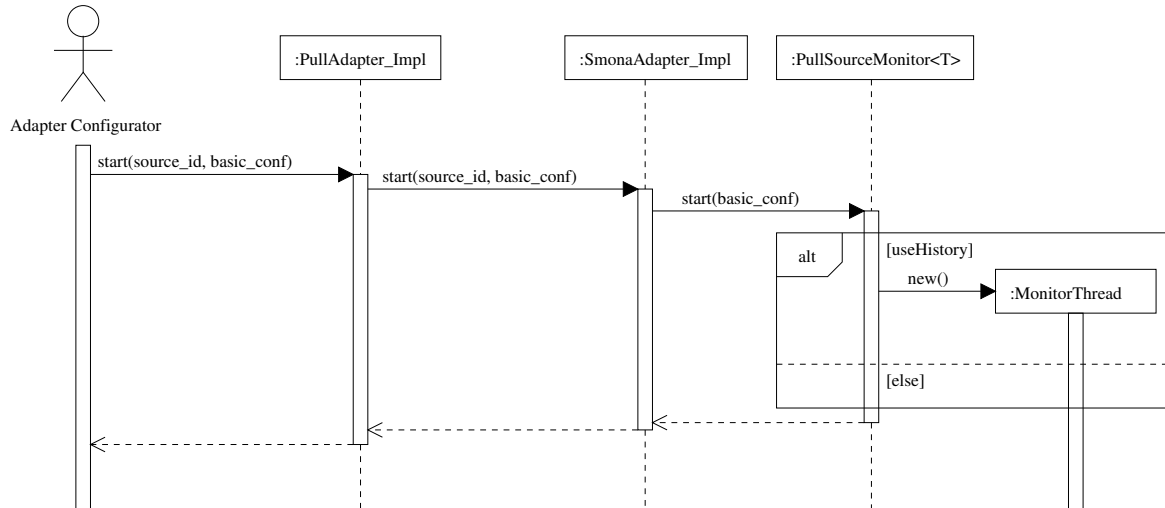 :PullAdapter_Impl
:SmonaAdapter_Impl
:PullSourceMonitor<T>
Adapter Configurator
start(source_id, basic_conf)
start(source_id, basic_conf)
start(basic_conf)
alt
[useHistory]
new()
:MonitorThread
[else]